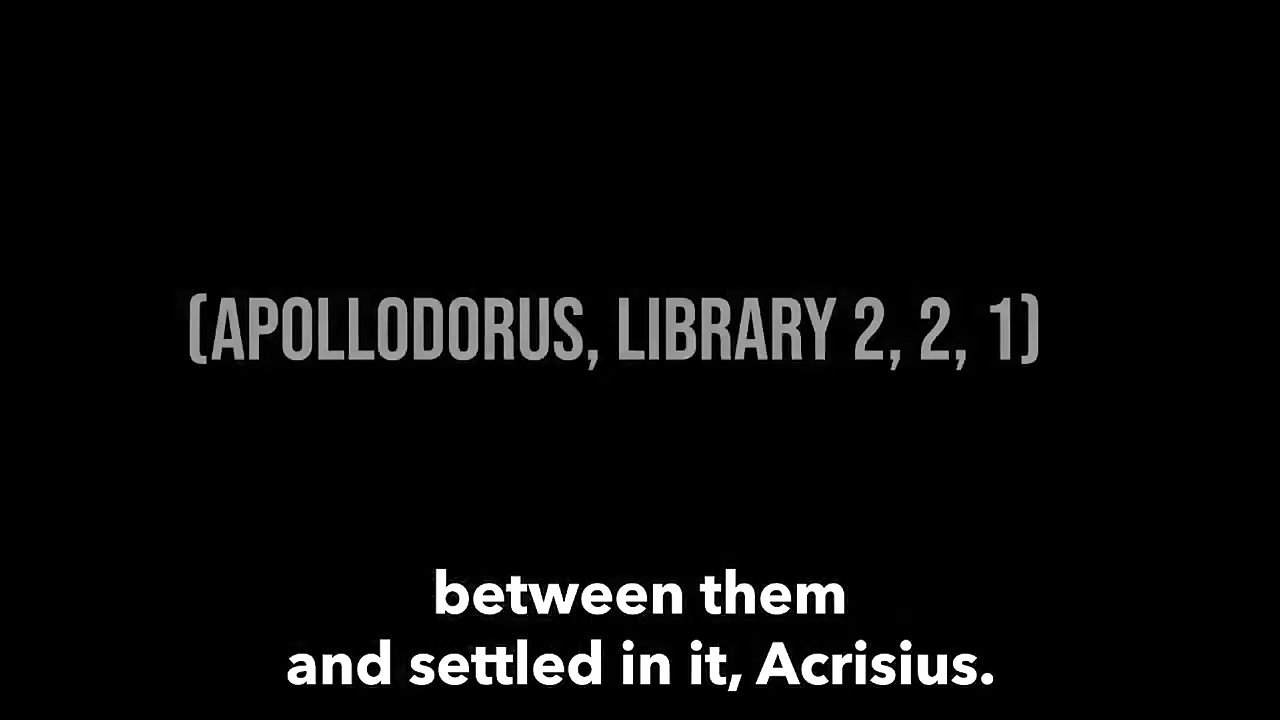 (APOLLODORUS, LIBRARY 2, 2, 1)
between them
and settled in it, Acrisius.